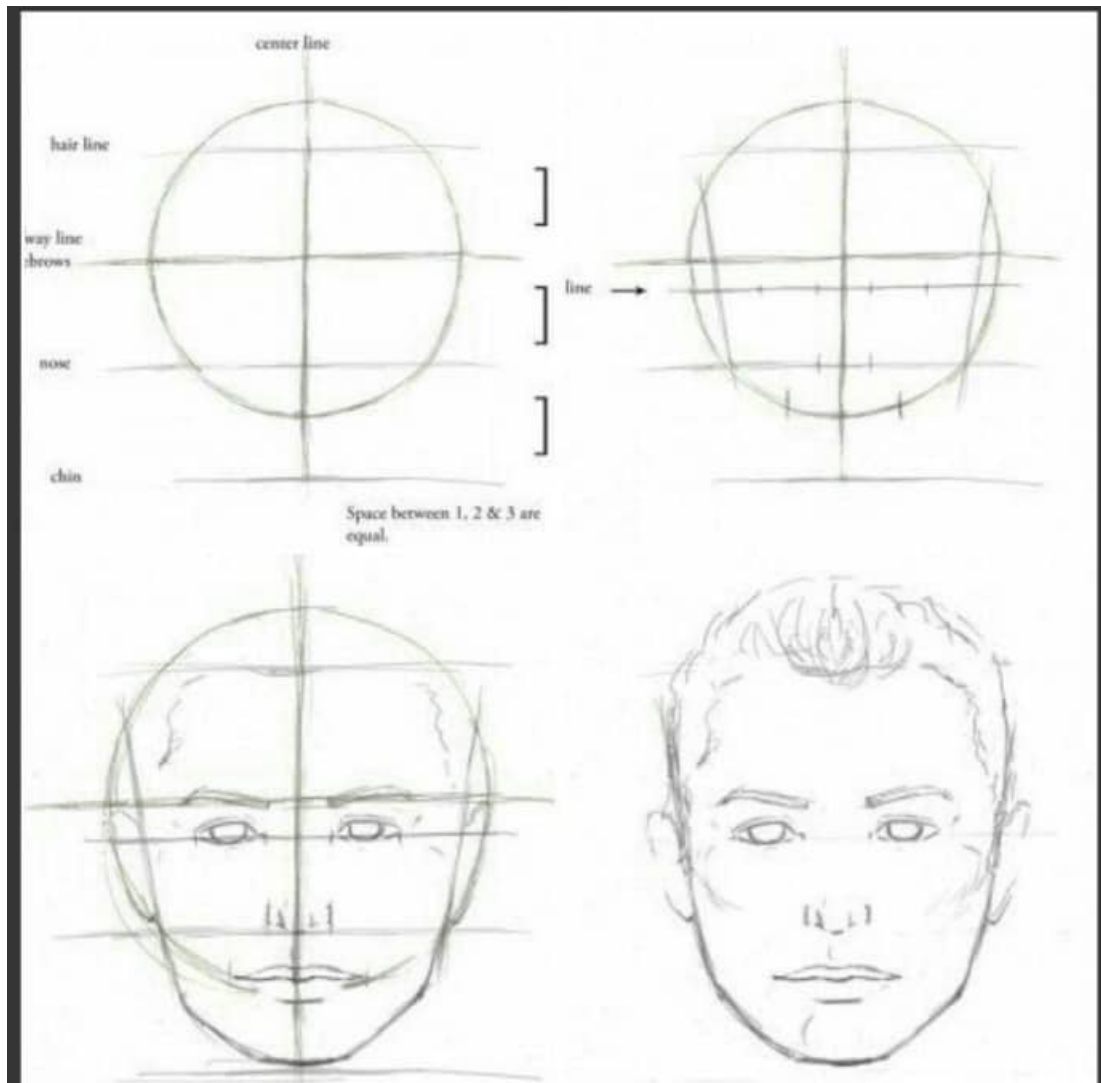 center line
hair line
way line
brows
nose
line
chin
Space between 1, 2 & 3 are
equal.